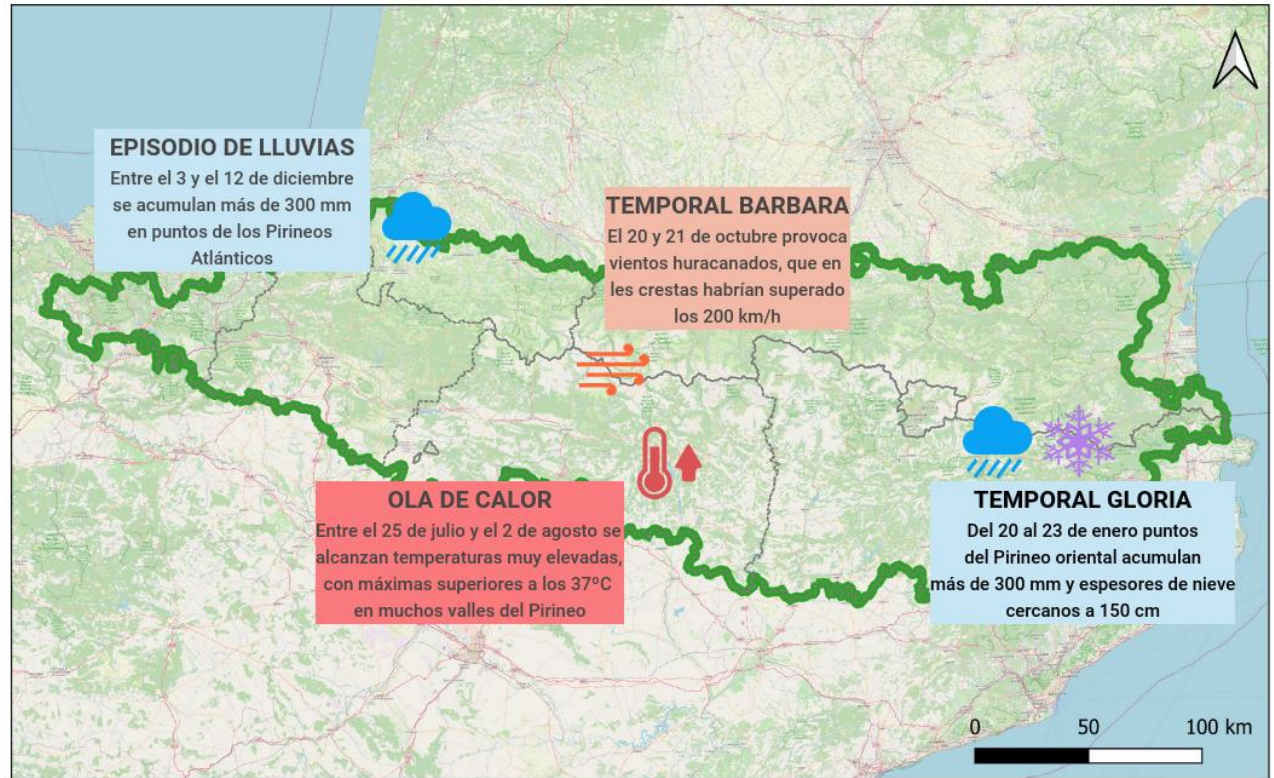 EPISODIO DE LLUVIAS
Entre el 3 y el 12 de diciembre
se acumulan más de 300 mm
en puntos de los Pirineos
Atlánticos
TEMPORAL BARBARA
El 20 y 21 de octubre provoca
vientos huracanados, que en
les crestas habrían superado
los 200 km/h
OLA DE CALOR
Entre el 25 de julio y el 2 de agosto se
alcanzan temperaturas muy elevadas,
con máximas superiores a los 37ºC
en muchos valles del Pirineo
TEMPORAL GLORIA
Del 20 al 23 de enero puntos
del Pirineo oriental acumulan
más de 300 mm y espesores de nieve
cercanos a 150 cm
0 50 100 km